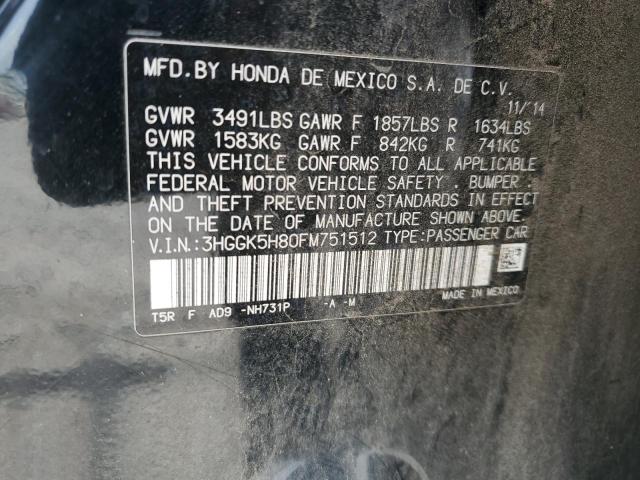 MFD. BY HONDA DE MEXICO S.A. DE C.V.
11/14
GVWR 3491LBS GAWR F 1857LBS R 1634LBS
GVWR 1583KG GAWR F 842KG R 741KG
THIS VEHICLE CONFORMS TO ALL APPLICABLE
FEDERAL MOTOR VEHICLE SAFETY . BUMPER .
AND THEFT PREVENTION STANDARDS IN EFFECT
ON THE DATE OF MANUFACTURE SHOWN ABOVE.
V.I.N.:3HGGK5H80FM751512 TYPE:PASSENGER CAR
T5R F AD9 -NH731P -A -M MADE IN MEXICO